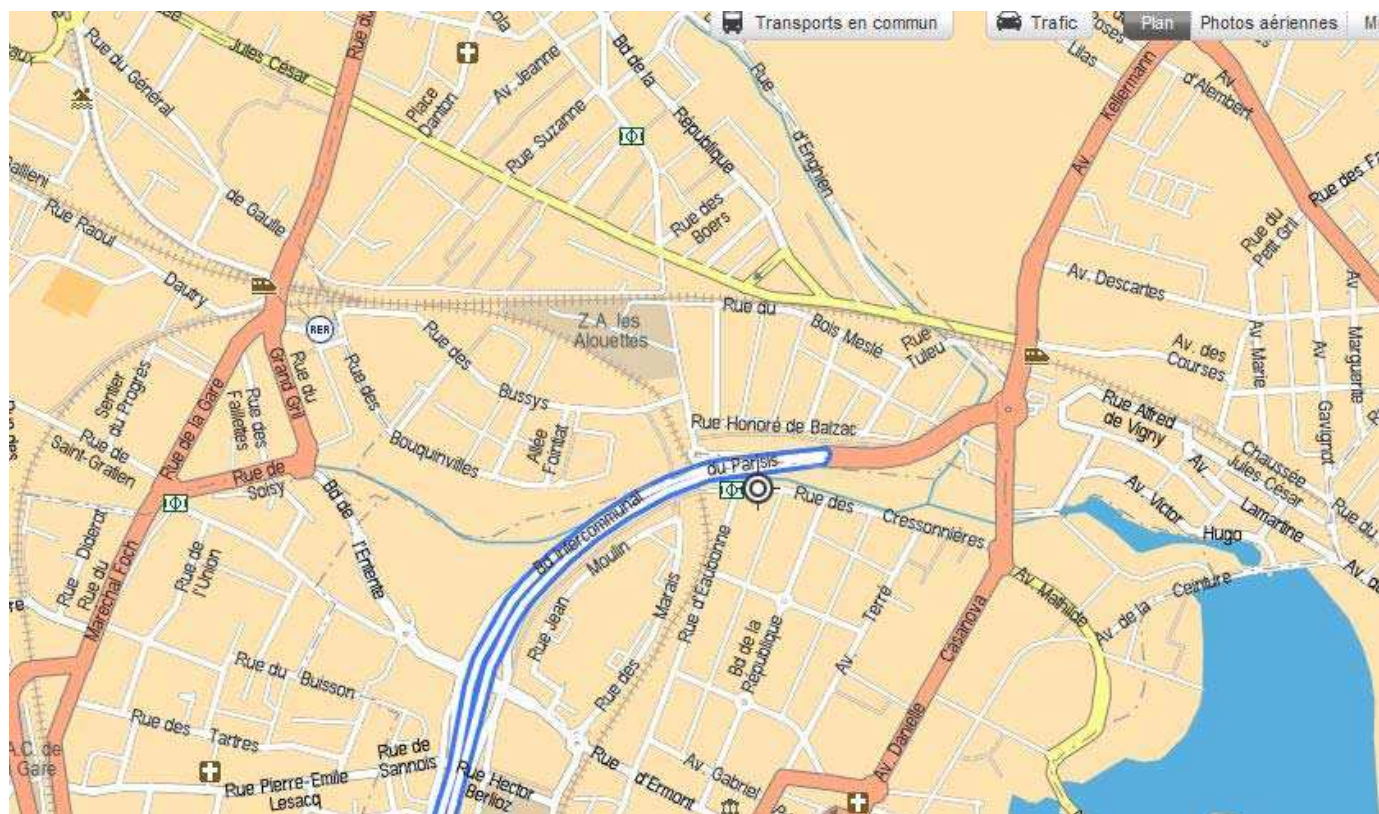 Transports en commun
Trafic
Plan
Photos aériennes
Rue du Général
de Gaulle
Jules César
Rue du
Place
Danton
Av. Jeanne
Rue Suzanne
Bd de la
République
Rue
d'Enghien
Rue des
Boers
Av.
Kellermann
Lilas
d'Alembert
Av.
Rue du
Petit Gril
Av. Descartes
Av. des
Courses
Av. Marie
Av.
Gavignot
Av.
Marguerite
Rue Raoul
Dautry
RER
Z.A. les
Alouettes
Rue du
Bois Mesle
Rue
Tuleu
Rue des
Bussys
Rue des
Bouquinvilles
Allée
Rue Honoré de Balzac
Rue du
Grand Gril
Rue des
Faillettes
Sentier
du Progrès
Rue de
Saint-Gratien
Rue de la Gare
Rue de
Soisy
Bd de
l'Entente
Bd Intercommunal
du Parisis
Rue des
Cressonnières
Rue Alfred
de Vigny
Av.
Lamartine
Chaussée
Jules César
Av. Victor
Hugo
Rue du
Av. de la
Ceinture
Av. Mathilde
Rue Diderot
Rue du
Maréchal Foch
Rue de
l'Union
Rue Jean
Moulin
Rue des
Marais
Rue d'Eaubonne
Bd de la
République
Av
Terré
Av. Danielle
Casanova
Rue du
Buisson
Rue des
Tartres
Rue de
Sannois
Rue Pierre-Emile
Lesacq
Rue Hector
Berlioz
Rue
d'Ermont
Av. Gabriel
Gare